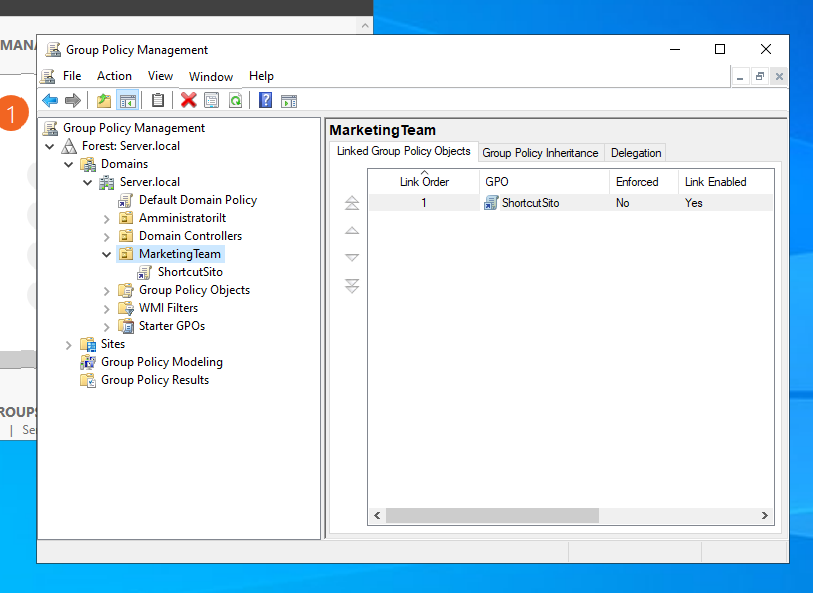 MANA
1
ROUPS
| Se
Group Policy Management
File Action View Window Help
Group Policy Management
Forest: Server.local
Domains
Server.local
Default Domain Policy
AmministratoriIt
Domain Controllers
MarketingTeam
ShortcutSito
Group Policy Objects
WMI Filters
Starter GPOs
Sites
Group Policy Modeling
Group Policy Results
MarketingTeam
Linked Group Policy Objects Group Policy Inheritance Delegation
Link Order GPO Enforced Link Enabled
1 ShortcutSito No Yes